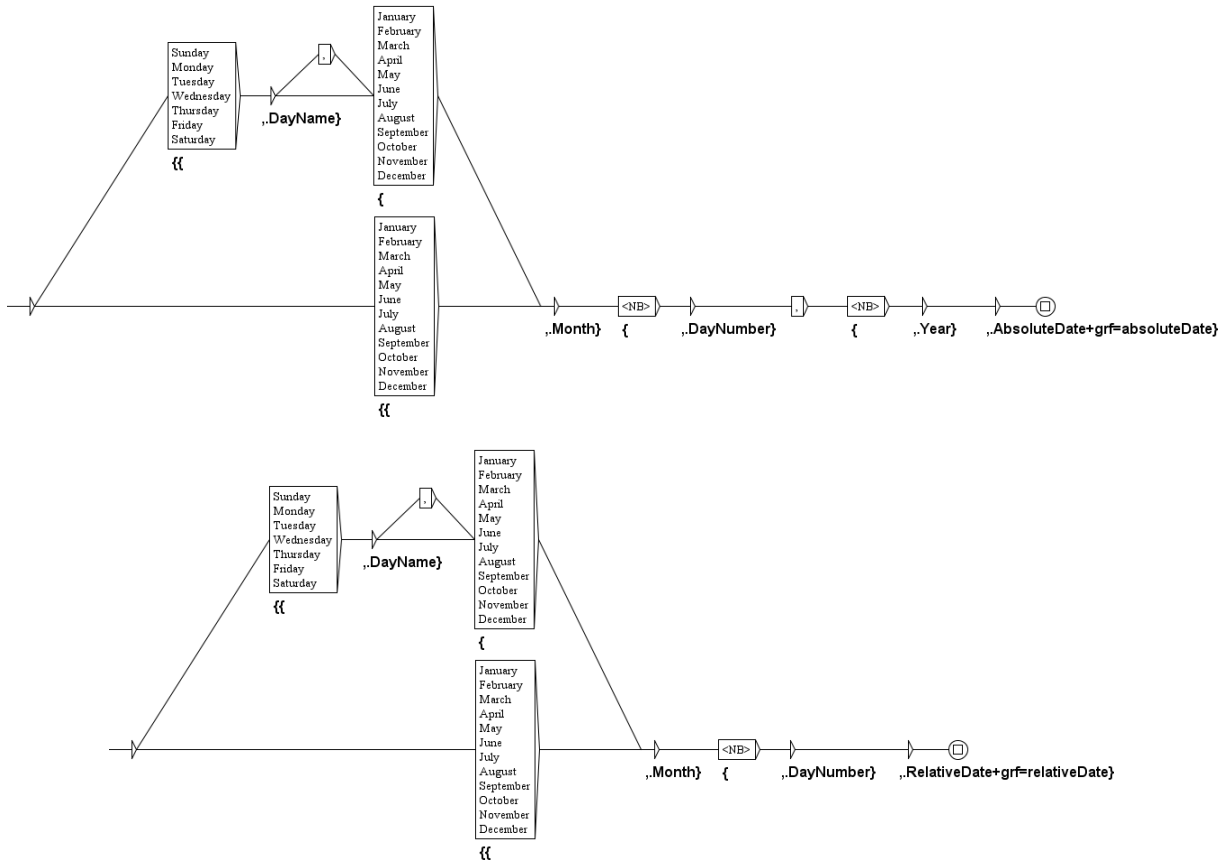 Sunday
Monday
Tuesday
Wednesday
Thursday
Friday
Saturday
{{
,.DayName}
,
January
February
March
April
May
June
July
August
September
October
November
December
{
January
February
March
April
May
June
July
August
September
October
November
December
{{
,.Month}
<NB>
{
,.DayNumber}
,
<NB>
{
,.Year}
,.AbsoluteDate+grf=absoluteDate}
Sunday
Monday
Tuesday
Wednesday
Thursday
Friday
Saturday
{{
,.DayName}
,
January
February
March
April
May
June
July
August
September
October
November
December
{
January
February
March
April
May
June
July
August
September
October
November
December
{{
,.Month}
<NB>
{
,.DayNumber}
,.RelativeDate+grf=relativeDate}